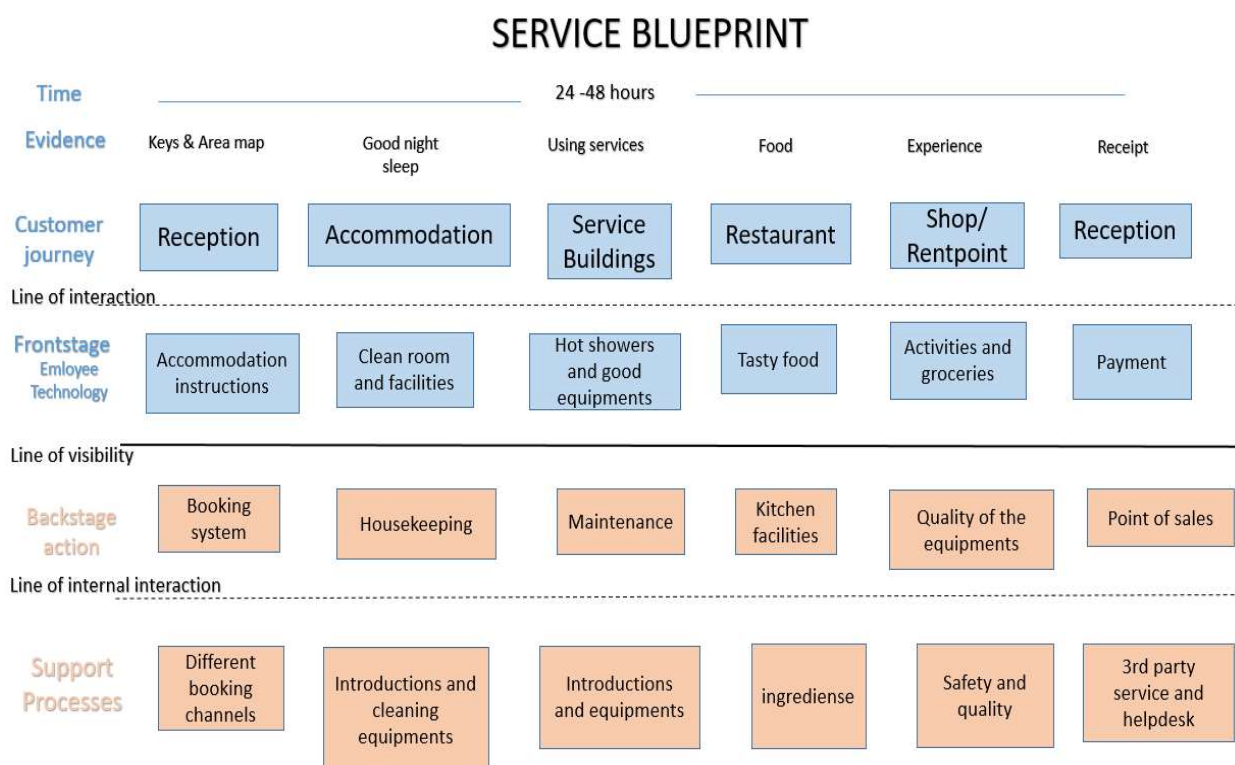 SERVICE BLUEPRINT
Time
24 -48 hours
Evidence
Keys & Area map
Good night
sleep
Using services
Food
Experience
Receipt
Customer
journey
Reception
Accommodation
Service
Buildings
Restaurant
Shop/
Rentpoint
Reception
Line of interaction
Frontstage
Emloyee
Technology
Accommodation
instructions
Clean room
and facilities
Hot showers
and good
equipments
Tasty food
Activities and
groceries
Payment
Line of visibility
Backstage
action
Booking
system
Housekeeping
Maintenance
Kitchen
facilities
Quality of the
equipments
Point of sales
Line of internal interaction
Support
Processes
Different
booking
channels
Introductions and
cleaning
equipments
Introductions
and equipments
ingrediense
Safety and
quality
3rd party
service and
helpdesk